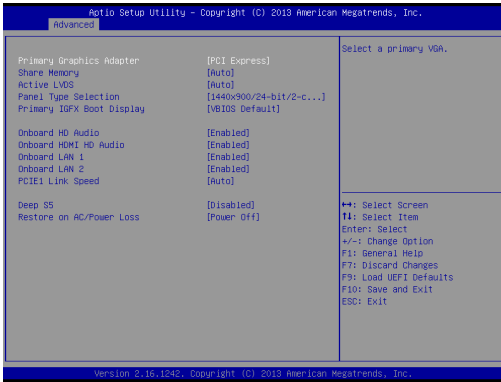 Aptio Setup Utility - Copyright (C) 2013 American Megatrends, Inc.
Advanced
Primary Graphics Adapter [PCI Express]
Share Memory [Auto]
Active LVDS [Auto]
Panel Type Selection [1440x900/24-bit/2-c...]
Primary IGFX Boot Display [VBIOS Default]
Onboard HD Audio [Enabled]
Onboard HDMI HD Audio [Enabled]
Onboard LAN 1 [Enabled]
Onboard LAN 2 [Enabled]
PCIE1 Link Speed [Auto]
Deep S5 [Disabled]
Restore on AC/Power Loss [Power Off]
Select a primary VGA.
↔: Select Screen
↑↓: Select Item
Enter: Select
+/-: Change Option
F1: General Help
F7: Discard Changes
F9: Load UEFI Defaults
F10: Save and Exit
ESC: Exit
Version 2.16.1242. Copyright (C) 2013 American Megatrends, Inc.